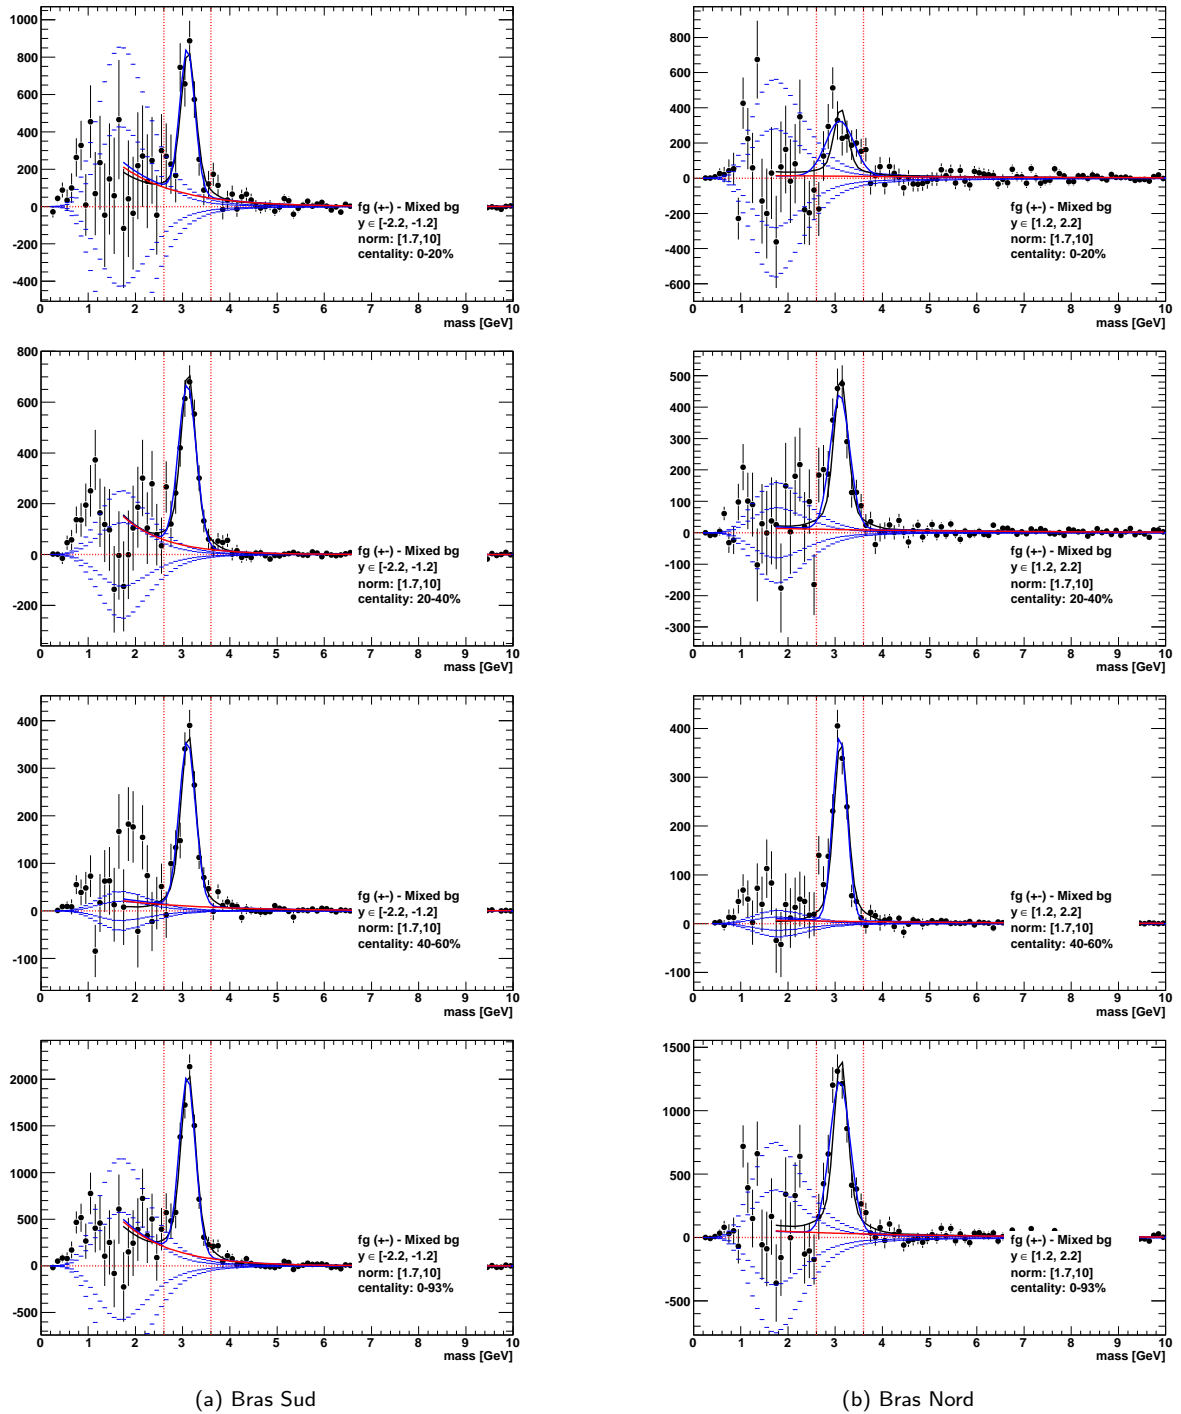 1000
800
600
400
200
0
-200
-400
0 1 2 3 4 5 6 7 8 9 10
mass [GeV]
fg (+-) - Mixed bg
y ∈ [-2.2, -1.2]
norm: [1.7,10]
centality: 0-20%
800
600
400
200
0
-200
-400
-600
0 1 2 3 4 5 6 7 8 9 10
mass [GeV]
fg (+-) - Mixed bg
y ∈ [1.2, 2.2]
norm: [1.7,10]
centality: 0-20%
800
600
400
200
0
-200
0 1 2 3 4 5 6 7 8 9 10
mass [GeV]
fg (+-) - Mixed bg
y ∈ [-2.2, -1.2]
norm: [1.7,10]
centality: 20-40%
500
400
300
200
100
0
-100
-200
-300
0 1 2 3 4 5 6 7 8 9 10
mass [GeV]
fg (+-) - Mixed bg
y ∈ [1.2, 2.2]
norm: [1.7,10]
centality: 20-40%
400
300
200
100
0
-100
0 1 2 3 4 5 6 7 8 9 10
mass [GeV]
fg (+-) - Mixed bg
y ∈ [-2.2, -1.2]
norm: [1.7,10]
centality: 40-60%
400
300
200
100
0
-100
0 1 2 3 4 5 6 7 8 9 10
mass [GeV]
fg (+-) - Mixed bg
y ∈ [1.2, 2.2]
norm: [1.7,10]
centality: 40-60%
2000
1500
1000
500
0
-500
0 1 2 3 4 5 6 7 8 9 10
mass [GeV]
fg (+-) - Mixed bg
y ∈ [-2.2, -1.2]
norm: [1.7,10]
centality: 0-93%
1500
1000
500
0
-500
0 1 2 3 4 5 6 7 8 9 10
mass [GeV]
fg (+-) - Mixed bg
y ∈ [1.2, 2.2]
norm: [1.7,10]
centality: 0-93%
(a) Bras Sud
(b) Bras Nord